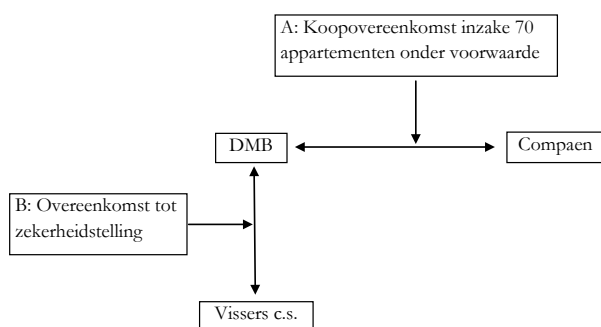 A: Koopovereenkomst inzake 70
appartementen onder voorwaarde
DMB
Compaen
B: Overeenkomst tot
zekerheidstelling
Vissers c.s.